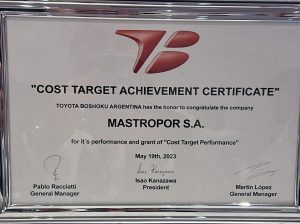 TB
"COST TARGET ACHIEVEMENT CERTIFICATE"
TOYOTA BOSHOKU ARGENTINA has the honor to congratulate the company
MASTROPOR S.A.
for it´s performance and grant of "Cost Target Performance"
May 19th, 2023
Pablo Racciatti
General Manager
Isao Kanazawa
President
Martin López
General Manager